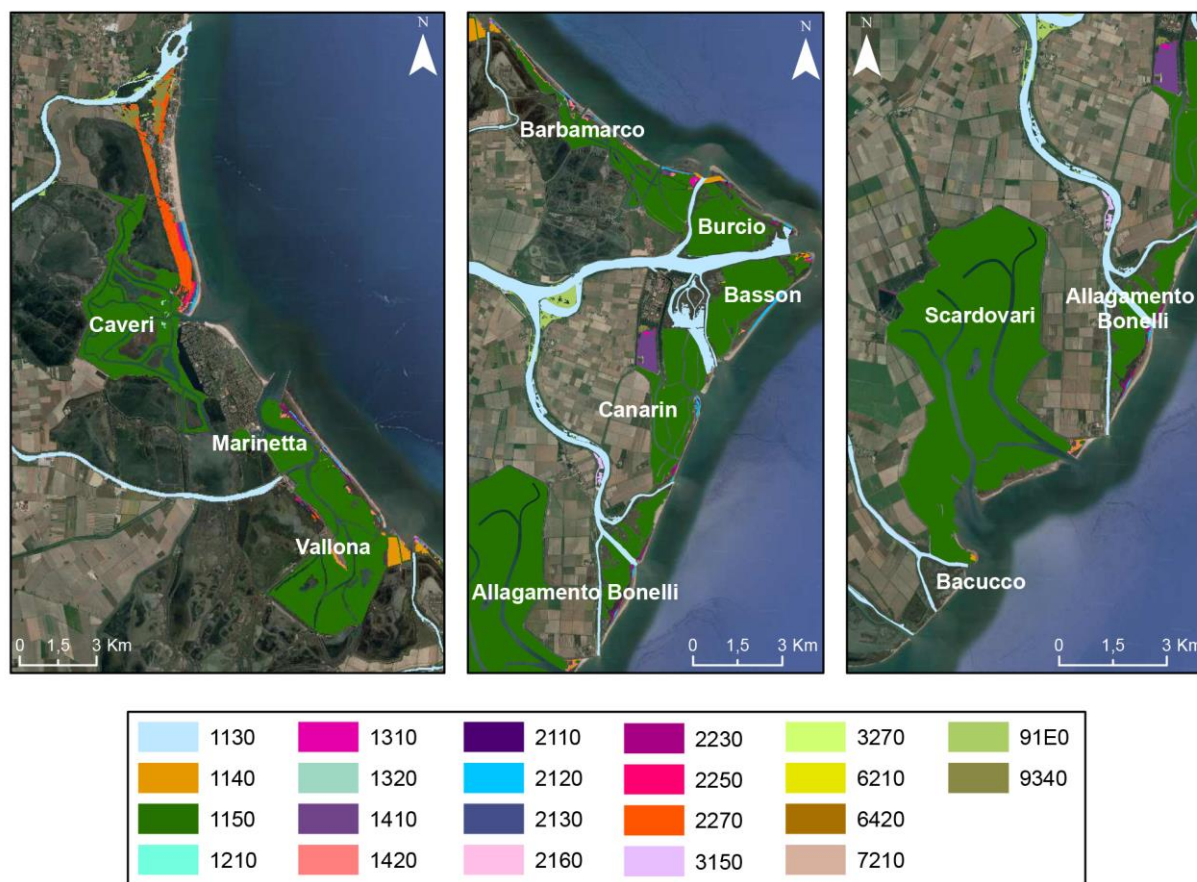 N
Caveri
Marinetta
Vallona
0 1,5 3 Km
N
Barbamarco
Burcio
Basson
Canarin
Allagamento Bonelli
0 1,5 3 Km
N
Scardovari
Allagamento
Bonelli
Bacucco
0 1.5 3 Km
1130 1310 2110 2230 3270 91E0
1140 1320 2120 2250 6210 9340
1150 1410 2130 2270 6420
1210 1420 2160 3150 7210